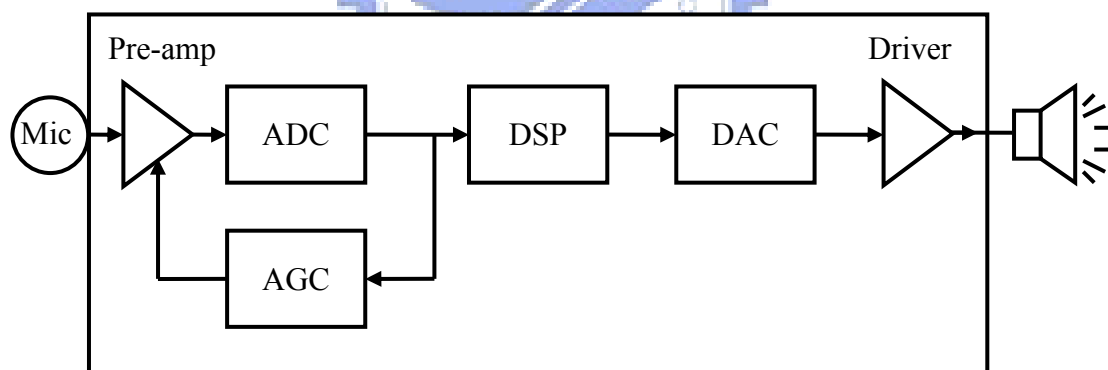 Pre-amp
Driver
Mic
ADC
DSP
DAC
AGC